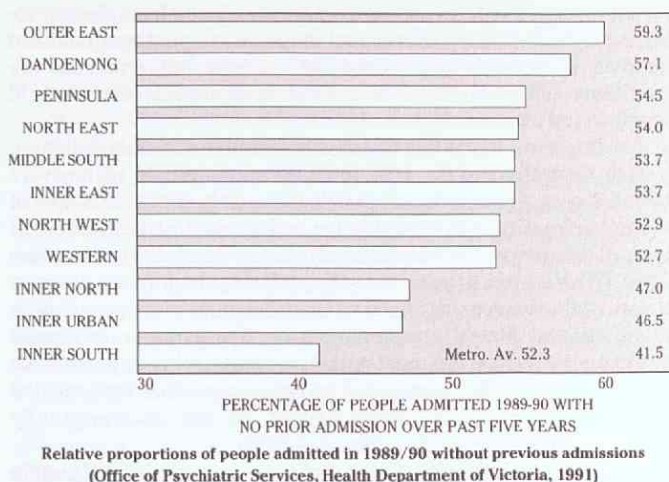 OUTER EAST 59.3
DANDENONG 57.1
PENINSULA 54.5
NORTH EAST 54.0
MIDDLE SOUTH 53.7
INNER EAST 53.7
NORTH WEST 52.9
WESTERN 52.7
INNER NORTH 47.0
INNER URBAN 46.5
INNER SOUTH Metro. Av. 52.3 41.5
30 40 50 60
PERCENTAGE OF PEOPLE ADMITTED 1989-90 WITH
NO PRIOR ADMISSION OVER PAST FIVE YEARS
Relative proportions of people admitted in 1989/90 without previous admissions
(Office of Psychiatric Services, Health Department of Victoria, 1991)